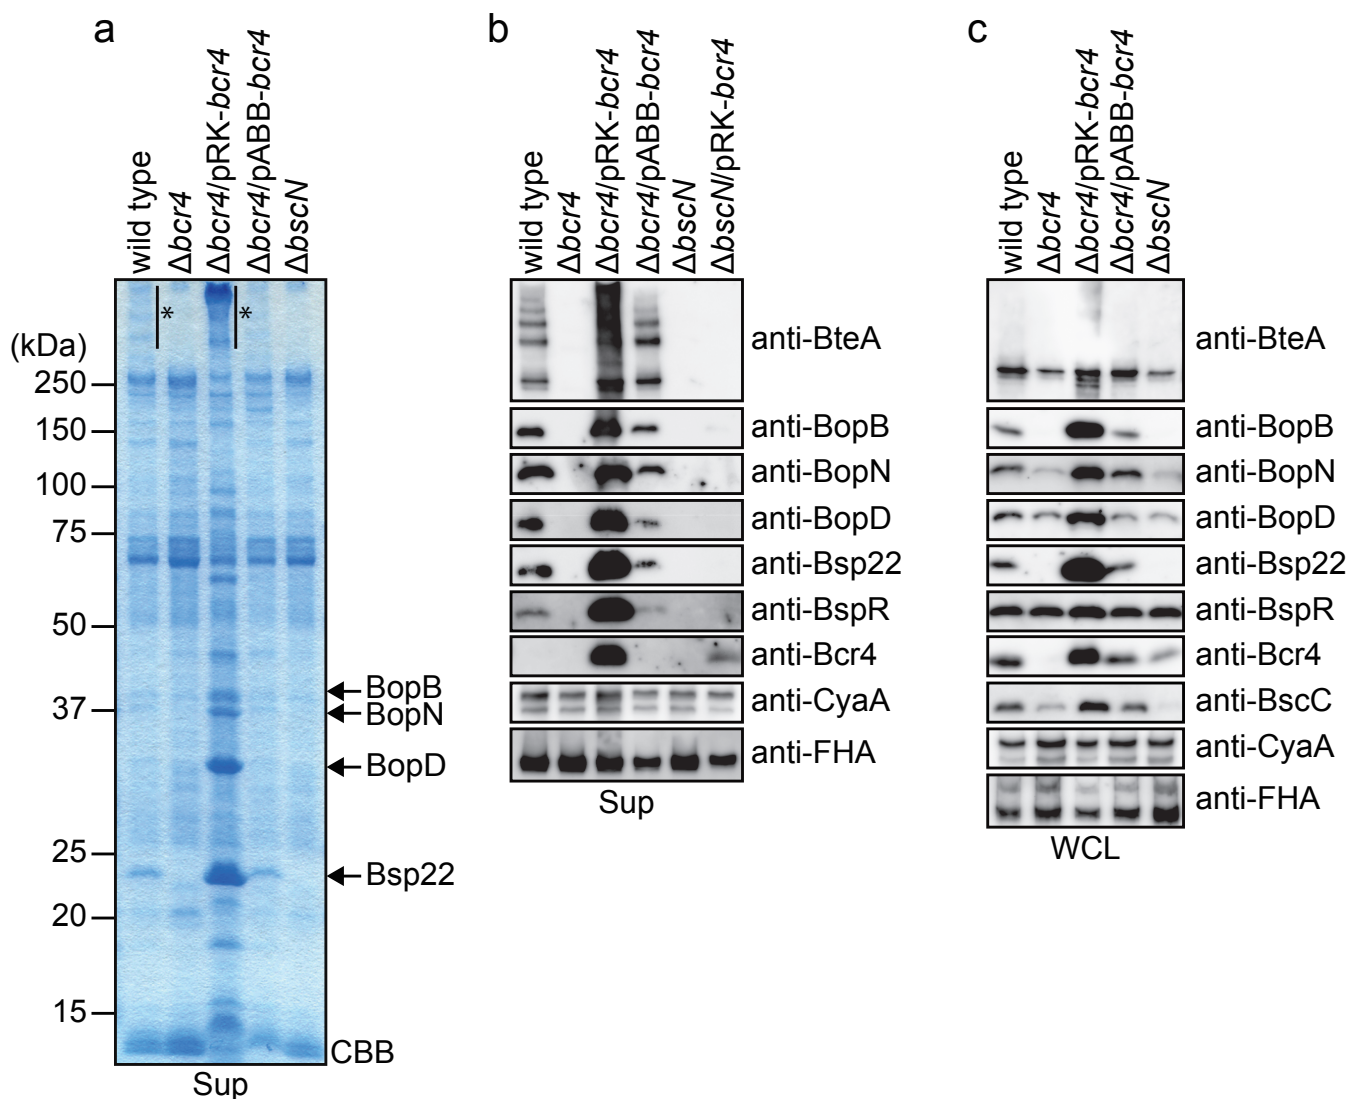 a
wild type
Δbcr4
Δbcr4/pRK-bcr4
Δbcr4/pABB-bcr4
ΔbscN
*
*
(kDa)
250
150
100
75
50
37
25
20
15
BopB
BopN
BopD
Bsp22
CBB
Sup
b
wild type
Δbcr4
Δbcr4/pRK-bcr4
Δbcr4/pABB-bcr4
ΔbscN
ΔbscN/pRK-bcr4
anti-BteA
anti-BopB
anti-BopN
anti-BopD
anti-Bsp22
anti-BspR
anti-Bcr4
anti-CyaA
anti-FHA
Sup
c
wild type
Δbcr4
Δbcr4/pRK-bcr4
Δbcr4/pABB-bcr4
ΔbscN
anti-BteA
anti-BopB
anti-BopN
anti-BopD
anti-Bsp22
anti-BspR
anti-Bcr4
anti-BscC
anti-CyaA
anti-FHA
WCL